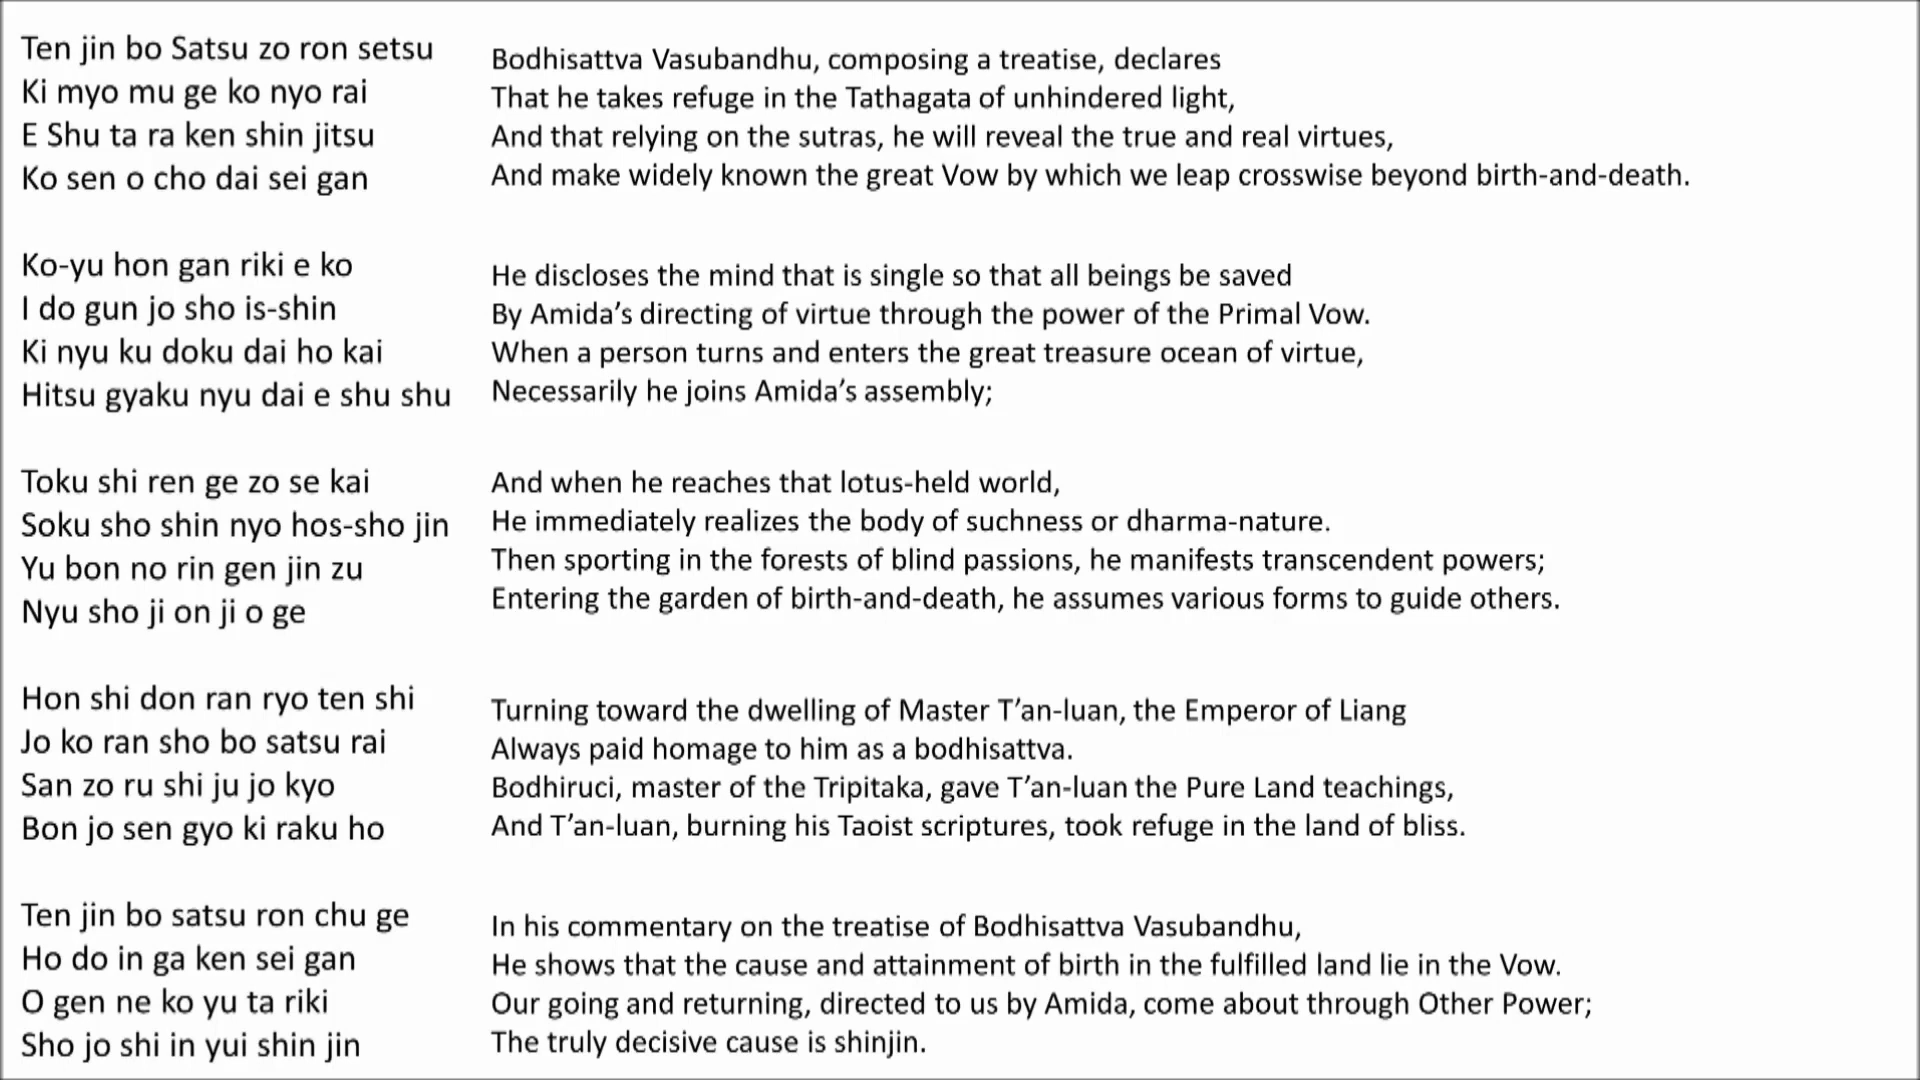 Ten jin bo Satsu zo ron setsu
Ki myo mu ge ko nyo rai
E Shu ta ra ken shin jitsu
Ko sen o cho dai sei gan
Bodhisattva Vasubandhu, composing a treatise, declares
That he takes refuge in the Tathagata of unhindered light,
And that relying on the sutras, he will reveal the true and real virtues,
And make widely known the great Vow by which we leap crosswise beyond birth-and-death.
Ko-yu hon gan riki e ko
I do gun jo sho is-shin
Ki nyu ku doku dai ho kai
Hitsu gyaku nyu dai e shu shu
He discloses the mind that is single so that all beings be saved
By Amida’s directing of virtue through the power of the Primal Vow.
When a person turns and enters the great treasure ocean of virtue,
Necessarily he joins Amida’s assembly;
Toku shi ren ge zo se kai
Soku sho shin nyo hos-sho jin
Yu bon no rin gen jin zu
Nyu sho ji on ji o ge
And when he reaches that lotus-held world,
He immediately realizes the body of suchness or dharma-nature.
Then sporting in the forests of blind passions, he manifests transcendent powers;
Entering the garden of birth-and-death, he assumes various forms to guide others.
Hon shi don ran ryo ten shi
Jo ko ran sho bo satsu rai
San zo ru shi ju jo kyo
Bon jo sen gyo ki raku ho
Turning toward the dwelling of Master T’an-luan, the Emperor of Liang
Always paid homage to him as a bodhisattva.
Bodhiruci, master of the Tripitaka, gave T’an-luan the Pure Land teachings,
And T’an-luan, burning his Taoist scriptures, took refuge in the land of bliss.
Ten jin bo satsu ron chu ge
Ho do in ga ken sei gan
O gen ne ko yu ta riki
Sho jo shi in yui shin jin
In his commentary on the treatise of Bodhisattva Vasubandhu,
He shows that the cause and attainment of birth in the fulfilled land lie in the Vow.
Our going and returning, directed to us by Amida, come about through Other Power;
The truly decisive cause is shinjin.